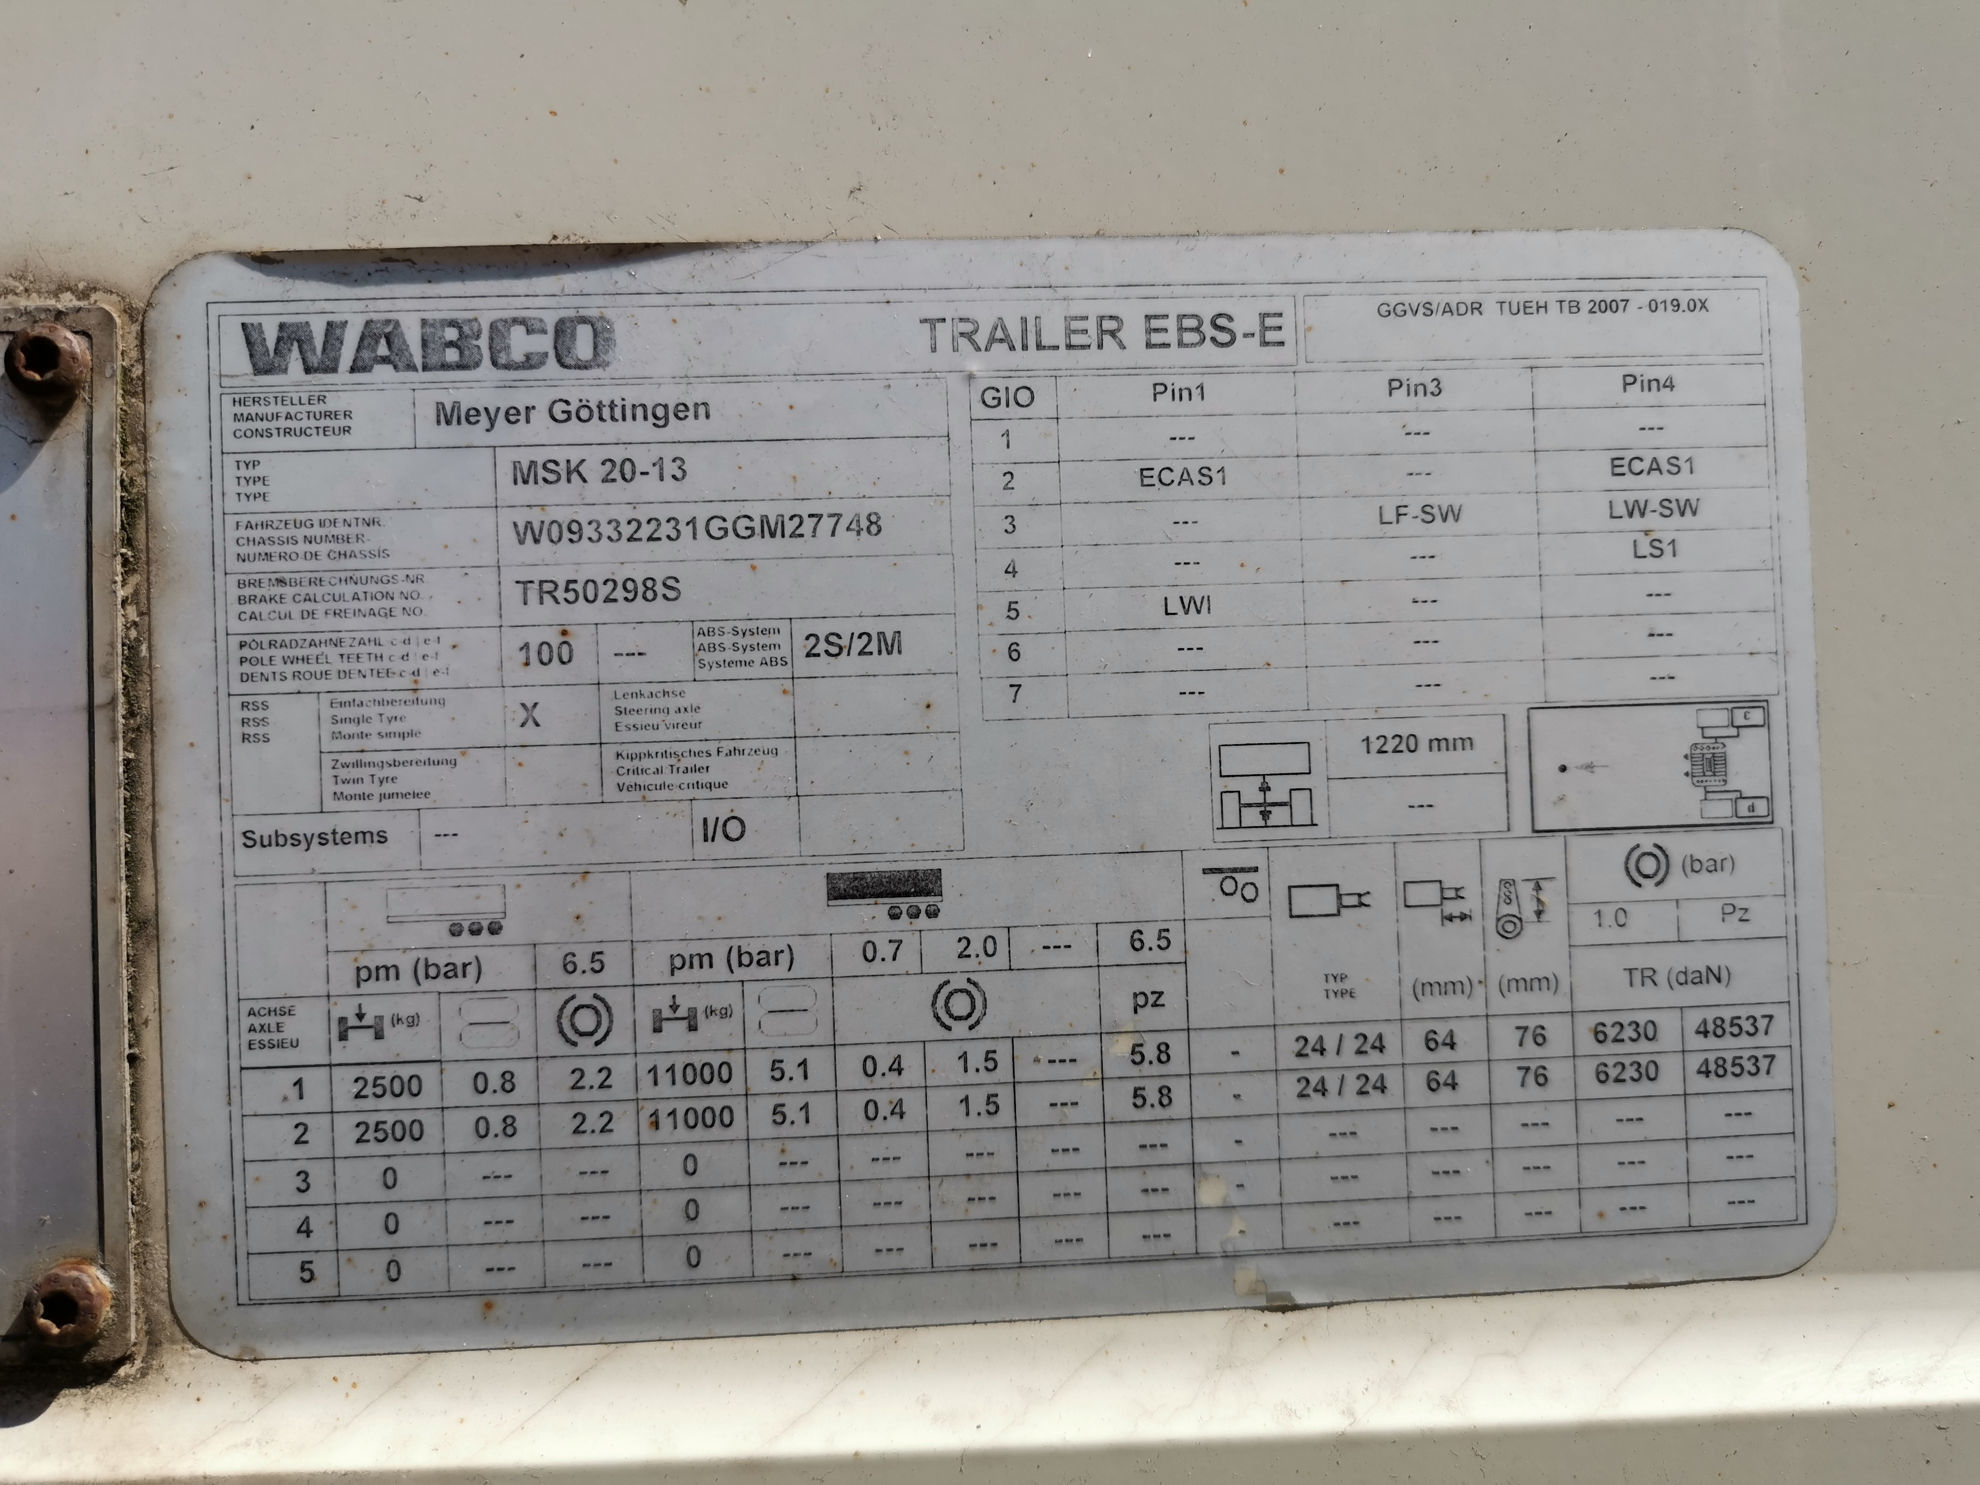 WABCO TRAILER EBS-E GGVS/ADR TUEH TB 2007 - 019.0X
HERSTELLER
MANUFACTURER
CONSTRUCTEUR
Meyer Göttingen
TYP
TYPE
TYPE
MSK 20-13
FAHRZEUG IDENTNR.
CHASSIS NUMBER
NUMERO DE CHASSIS
W09332231GGM27748
BREMSBERECHNUNGS-NR
BRAKE CALCULATION NO.
CALCUL DE FREINAGE NO.
TR50298S
POLRADZAHNEZAHL c-d | e-f
POLE WHEEL TEETH c-d | e-f
DENTS ROUE DENTEE c-d | e-f
100 ---
ABS-System
ABS-System
Systeme ABS
2S/2M
RSS
RSS
RSS
Einfachbereifung
Single Tyre
Monte simple
X
Lenkachse
Steering axle
Essieu vireur
Zwillingsbereifung
Twin Tyre
Monte jumelee
Kippkritisches Fahrzeug
Critical Trailer
Vehicule critique
Subsystems --- I/O
GIO Pin1 Pin3 Pin4
1 --- --- ---
2 ECAS1 --- ECAS1
3 --- LF-SW LW-SW
4 --- --- LS1
5 LWI --- ---
6 --- --- ---
7 --- --- ---
1220 mm
---
c
d
(bar)
1.0 Pz
pm (bar) 6.5 pm (bar) 0.7 2.0 --- 6.5
TYP
TYPE
(mm) (mm) TR (daN)
ACHSE
AXLE
ESSIEU
(kg) (kg) pz
1 2500 0.8 2.2 11000 5.1 0.4 1.5 --- 5.8 - 24 / 24 64 76 6230 48537
2 2500 0.8 2.2 11000 5.1 0.4 1.5 --- 5.8 - 24 / 24 64 76 6230 48537
3 0 --- --- 0 --- --- --- --- --- - --- --- --- --- ---
4 0 --- --- 0 --- --- --- --- --- - --- --- --- --- ---
5 0 --- --- 0 --- --- --- --- --- --- --- --- --- ---